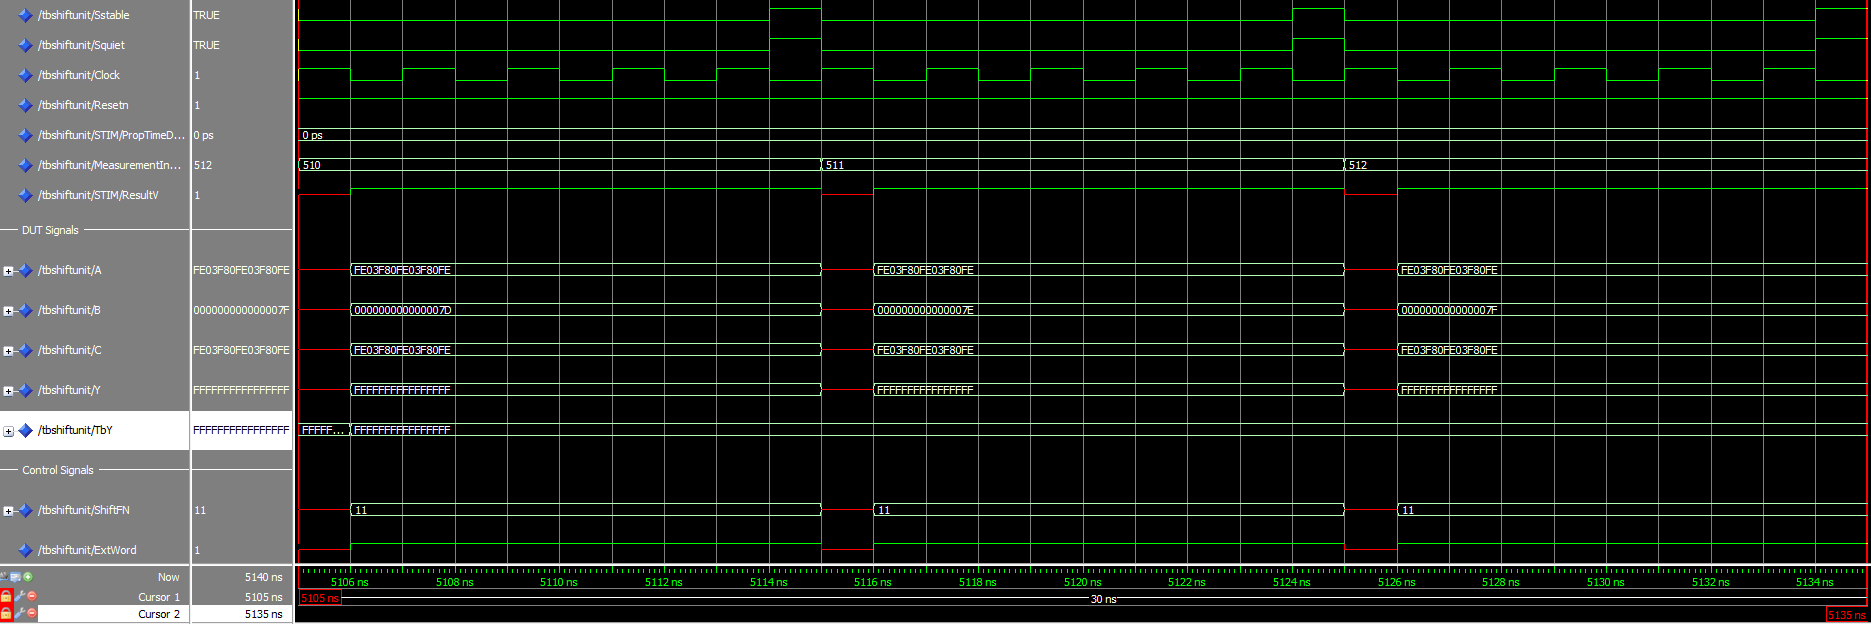 /tbshiftunit/Sstable TRUE
/tbshiftunit/Squiet TRUE
/tbshiftunit/Clock 1
/tbshiftunit/Resetn 1
/tbshiftunit/STIM/PropTimeD... 0 ps 0 ps
/tbshiftunit/MeasurementIn... 512 510 511 512
/tbshiftunit/STIM/ResultV 1
DUT Signals
/tbshiftunit/A FE03F80FE03F80FE FE03F80FE03F80FE FE03F80FE03F80FE FE03F80FE03F80FE
/tbshiftunit/B 000000000000007F 000000000000007D 000000000000007E 000000000000007F
/tbshiftunit/C FE03F80FE03F80FE FE03F80FE03F80FE FE03F80FE03F80FE FE03F80FE03F80FE
/tbshiftunit/Y FFFFFFFFFFFFFFFF FFFFFFFFFFFFFFFF FFFFFFFFFFFFFFFF FFFFFFFFFFFFFFFF
/tbshiftunit/TbY FFFFFFFFFFFFFFFF FFFFF... FFFFFFFFFFFFFFFF
Control Signals
/tbshiftunit/ShiftFN 11 11 11 11
/tbshiftunit/ExtWord 1
Now 5140 ns 5106 ns 5108 ns 5110 ns 5112 ns 5114 ns 5116 ns 5118 ns 5120 ns 5122 ns 5124 ns 5126 ns 5128 ns 5130 ns 5132 ns 5134 ns
Cursor 1 5105 ns 5105 ns 30 ns
Cursor 2 5135 ns 5135 ns